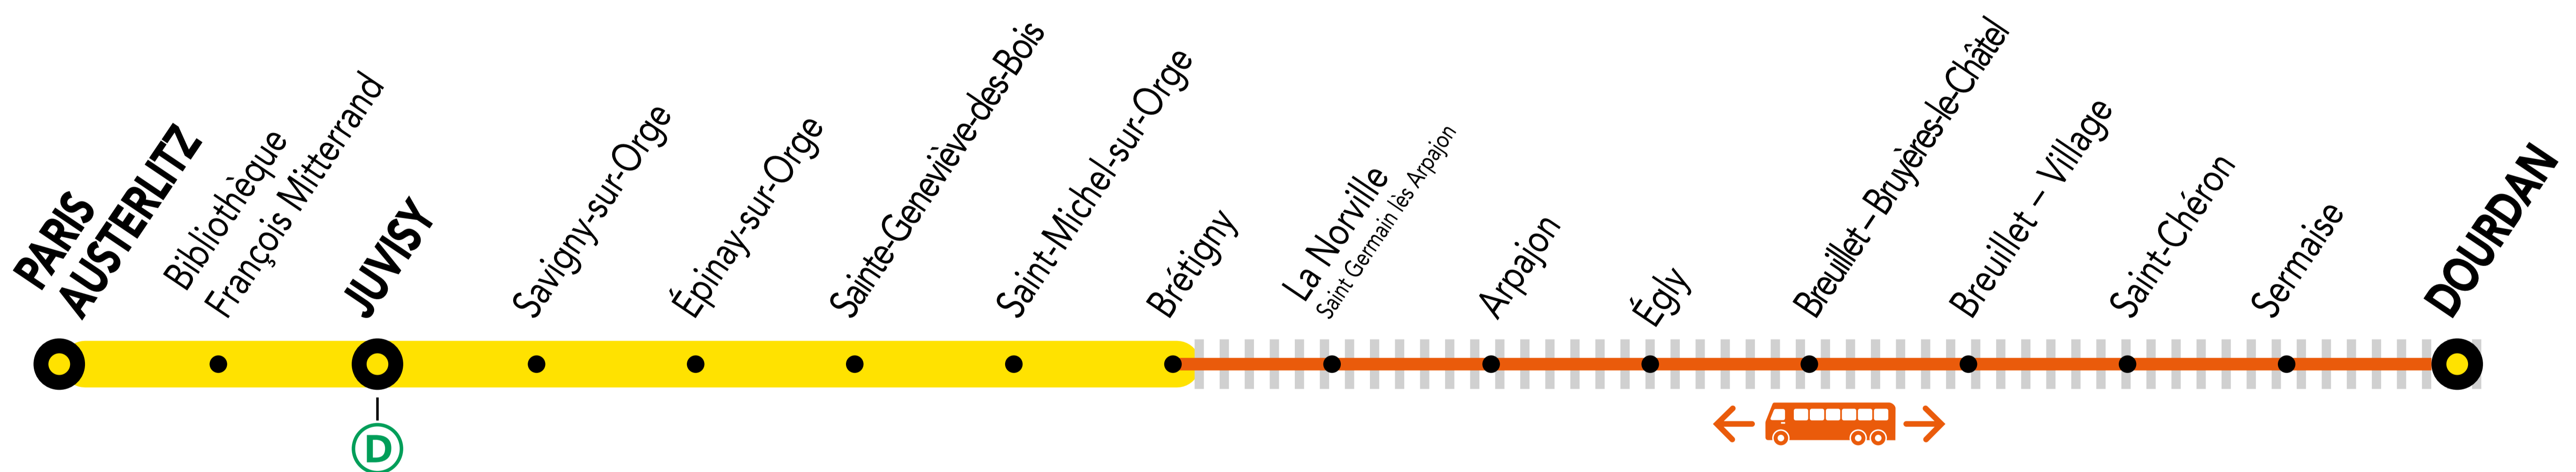 PARIS
AUSTERLITZ
Bibliothèque
François Mitterrand
JUVISY
Savigny-sur-Orge
Épinay-sur-Orge
Sainte-Geneviève-des-Bois
Saint-Michel-sur-Orge
Brétigny
La Norville
Saint Germain lès Arpajon
Arpajon
Égly
Breuillet – Bruyères-le-Châtel
Breuillet – Village
Saint-Chéron
Sermaise
DOURDAN
D